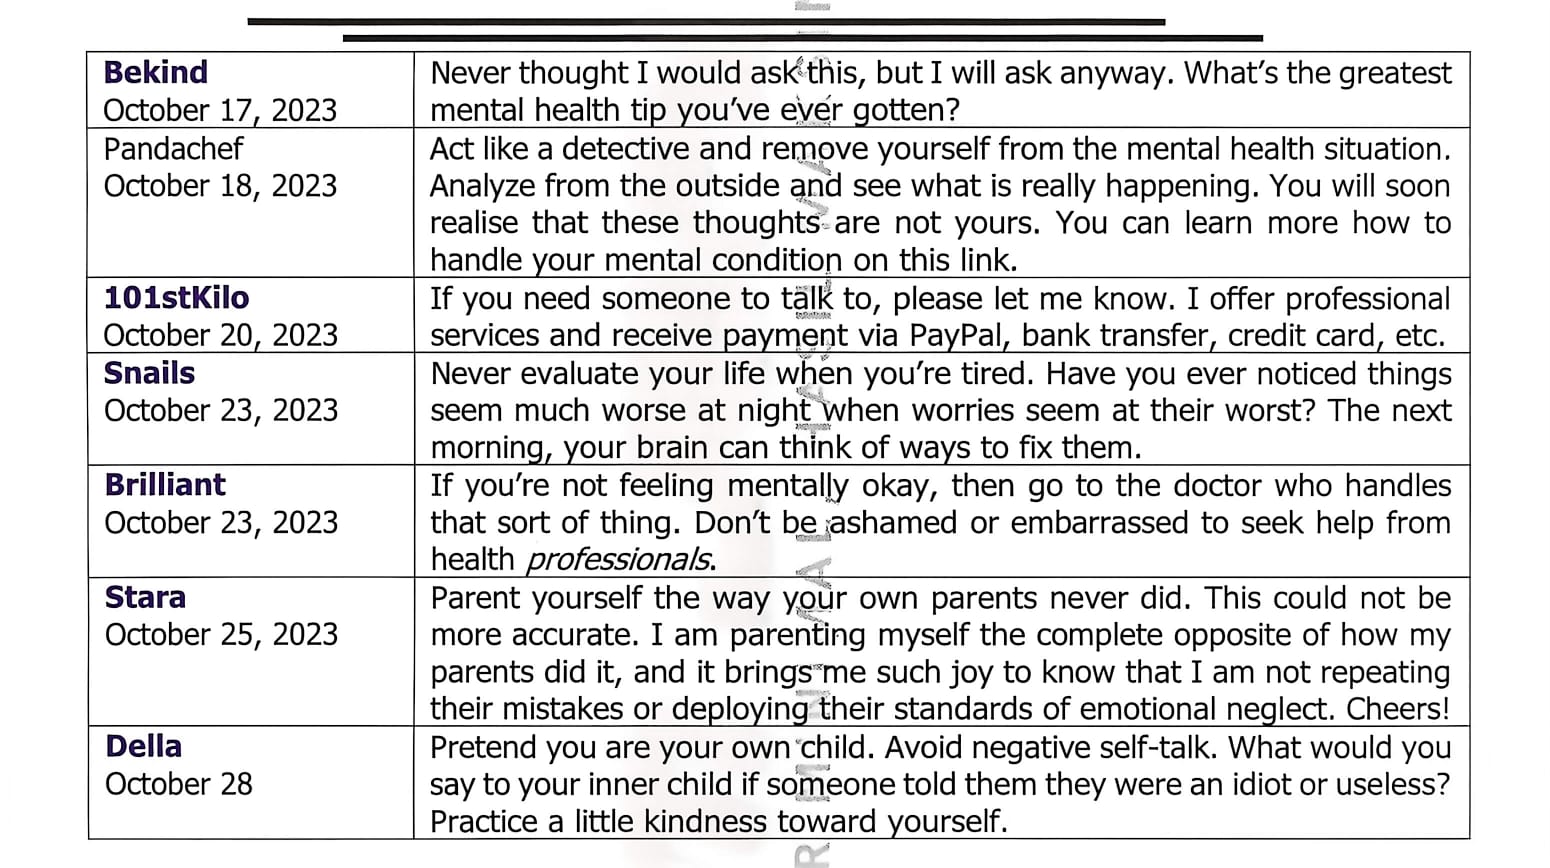 Bekind
October 17, 2023
Never thought I would ask this, but I will ask anyway. What’s the greatest
mental health tip you’ve ever gotten?
Pandachef
October 18, 2023
Act like a detective and remove yourself from the mental health situation.
Analyze from the outside and see what is really happening. You will soon
realise that these thoughts are not yours. You can learn more how to
handle your mental condition on this link.
101stKilo
October 20, 2023
If you need someone to talk to, please let me know. I offer professional
services and receive payment via PayPal, bank transfer, credit card, etc.
Snails
October 23, 2023
Never evaluate your life when you’re tired. Have you ever noticed things
seem much worse at night when worries seem at their worst? The next
morning, your brain can think of ways to fix them.
Brilliant
October 23, 2023
If you’re not feeling mentally okay, then go to the doctor who handles
that sort of thing. Don’t be ashamed or embarrassed to seek help from
health professionals.
Stara
October 25, 2023
Parent yourself the way your own parents never did. This could not be
more accurate. I am parenting myself the complete opposite of how my
parents did it, and it brings me such joy to know that I am not repeating
their mistakes or deploying their standards of emotional neglect. Cheers!
Della
October 28
Pretend you are your own child. Avoid negative self-talk. What would you
say to your inner child if someone told them they were an idiot or useless?
Practice a little kindness toward yourself.